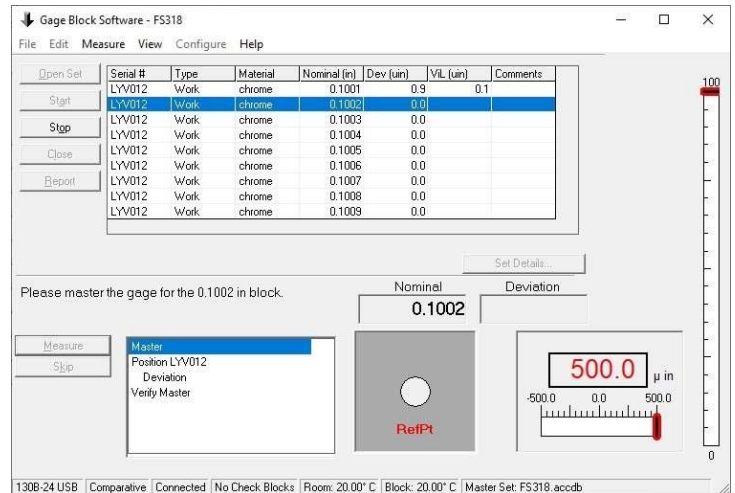 Gage Block Software - FS318
File Edit Measure View Configure Help
Open Set
Start
Stop
Close
Report
Serial # Type Material Nominal (in) Dev (uin) ViL (uin) Comments
LYV012 Work chrome 0.1001 0.9 0.1
LYV012 Work chrome 0.1002 0.0
LYV012 Work chrome 0.1003 0.0
LYV012 Work chrome 0.1004 0.0
LYV012 Work chrome 0.1005 0.0
LYV012 Work chrome 0.1006 0.0
LYV012 Work chrome 0.1007 0.0
LYV012 Work chrome 0.1008 0.0
LYV012 Work chrome 0.1009 0.0
100
Set Details...
Please master the gage for the 0.1002 in block.
Nominal Deviation
0.1002
Measure
Skip
Master
Position LYV012
Deviation
Verify Master
RefPt
500.0 µ in
-500.0 0.0 500.0
0
130B-24 USB Comparative Connected No Check Blocks Room: 20.00° C Block: 20.00° C Master Set: FS318.accdb